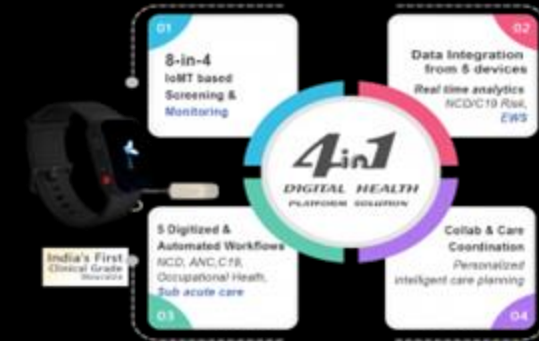 01
8-in-4
IoMT based
Screening &
Monitoring
02
Data Integration
from 5 devices
Real time analytics
NCD/C19 Risk,
EWS
4in1
DIGITAL HEALTH
PLATFORM SOLUTION
5 Digitized &
Automated Workflows
NCD, ANC,C19,
Occupational Heath,
Sub acute care
03
Collab & Care
Coordination
Personalized
intelligent care planning
04
India's First
Clinical Grade
Wearable